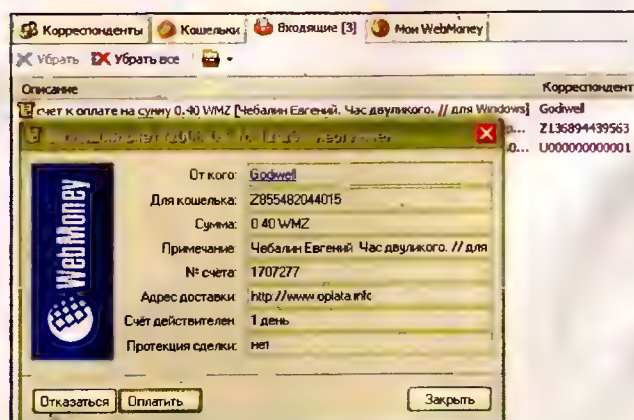 Корреспонденты Кошельки Входящие [3] Мои WebMoney
Убрать Убрать все
Описание Корреспондент
счет к оплате на сумму 0,40 WMZ [Чебалин Евгений. Час двуликого. // для Windows] Godwell
р... Z136894439563
.0... U000000000001
WebMoney
От кого: Godwell
Для кошелька: Z855482044015
Сумма: 0.40 WMZ
Примечание: Чебалин Евгений Час двуликого. // для
№ счёта: 1707277
Адрес доставки: http://www.oplata.info
Счёт действителен: 1 день
Протекция сделки: нет
Отказаться Оплатить Закрыть